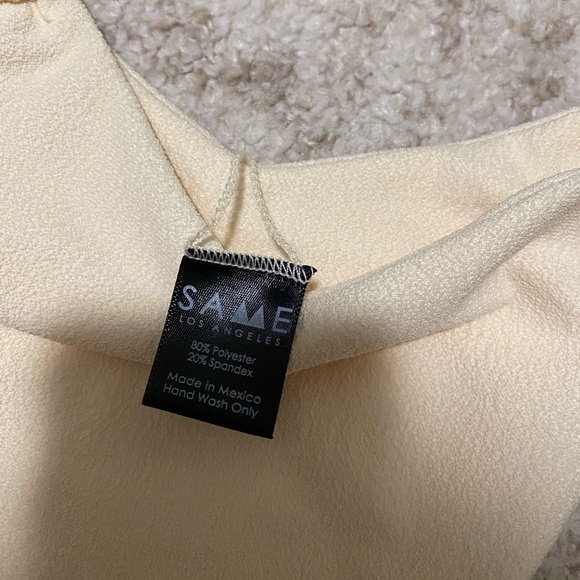 SAME
LOS ANGELES
80% Polyester
20% Spandex
Made in Mexico
Hand Wash Only